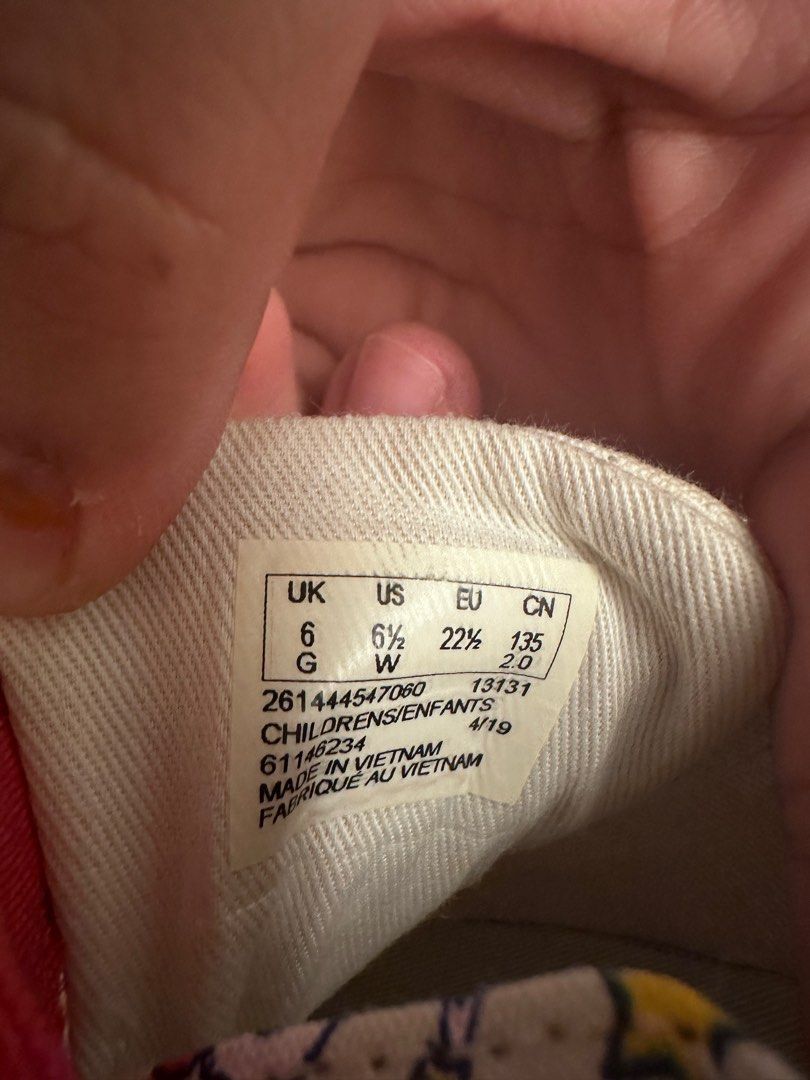 UK US EU CN
6 6½ 22½ 135
G W 2.0
261444547060 13131
CHILDRENS/ENFANTS
61146234 4/19
MADE IN VIETNAM
FABRIQUÉ AU VIETNAM